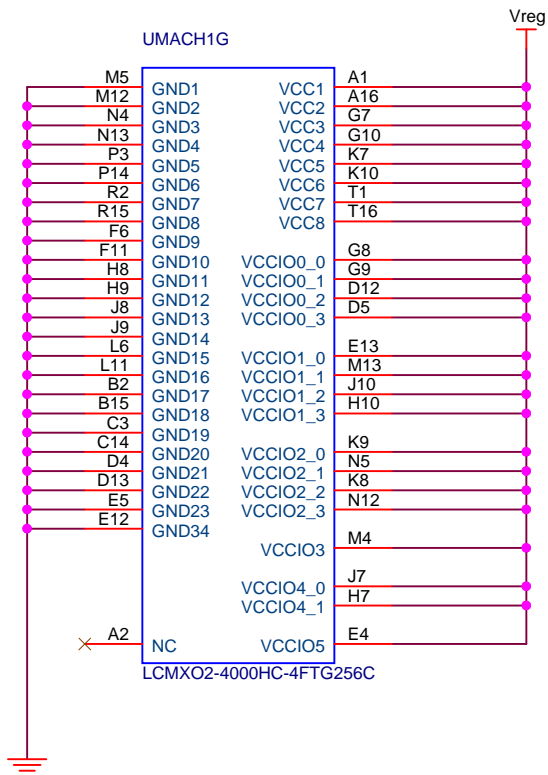 Vreg
UMACH1G
M5 GND1 VCC1 A1
M12 GND2 VCC2 A16
N4 GND3 VCC3 G7
N13 GND4 VCC4 G10
P3 GND5 VCC5 K7
P14 GND6 VCC6 K10
R2 GND7 VCC7 T1
R15 GND8 VCC8 T16
F6 GND9
F11 GND10 VCCIO0_0 G8
H8 GND11 VCCIO0_1 G9
H9 GND12 VCCIO0_2 D12
J8 GND13 VCCIO0_3 D5
J9 GND14
L6 GND15 VCCIO1_0 E13
L11 GND16 VCCIO1_1 M13
B2 GND17 VCCIO1_2 J10
B15 GND18 VCCIO1_3 H10
C3 GND19
C14 GND20 VCCIO2_0 K9
D4 GND21 VCCIO2_1 N5
D13 GND22 VCCIO2_2 K8
E5 GND23 VCCIO2_3 N12
E12 GND34
VCCIO3 M4
VCCIO4_0 J7
VCCIO4_1 H7
A2 NC VCCIO5 E4
LCMXO2-4000HC-4FTG256C